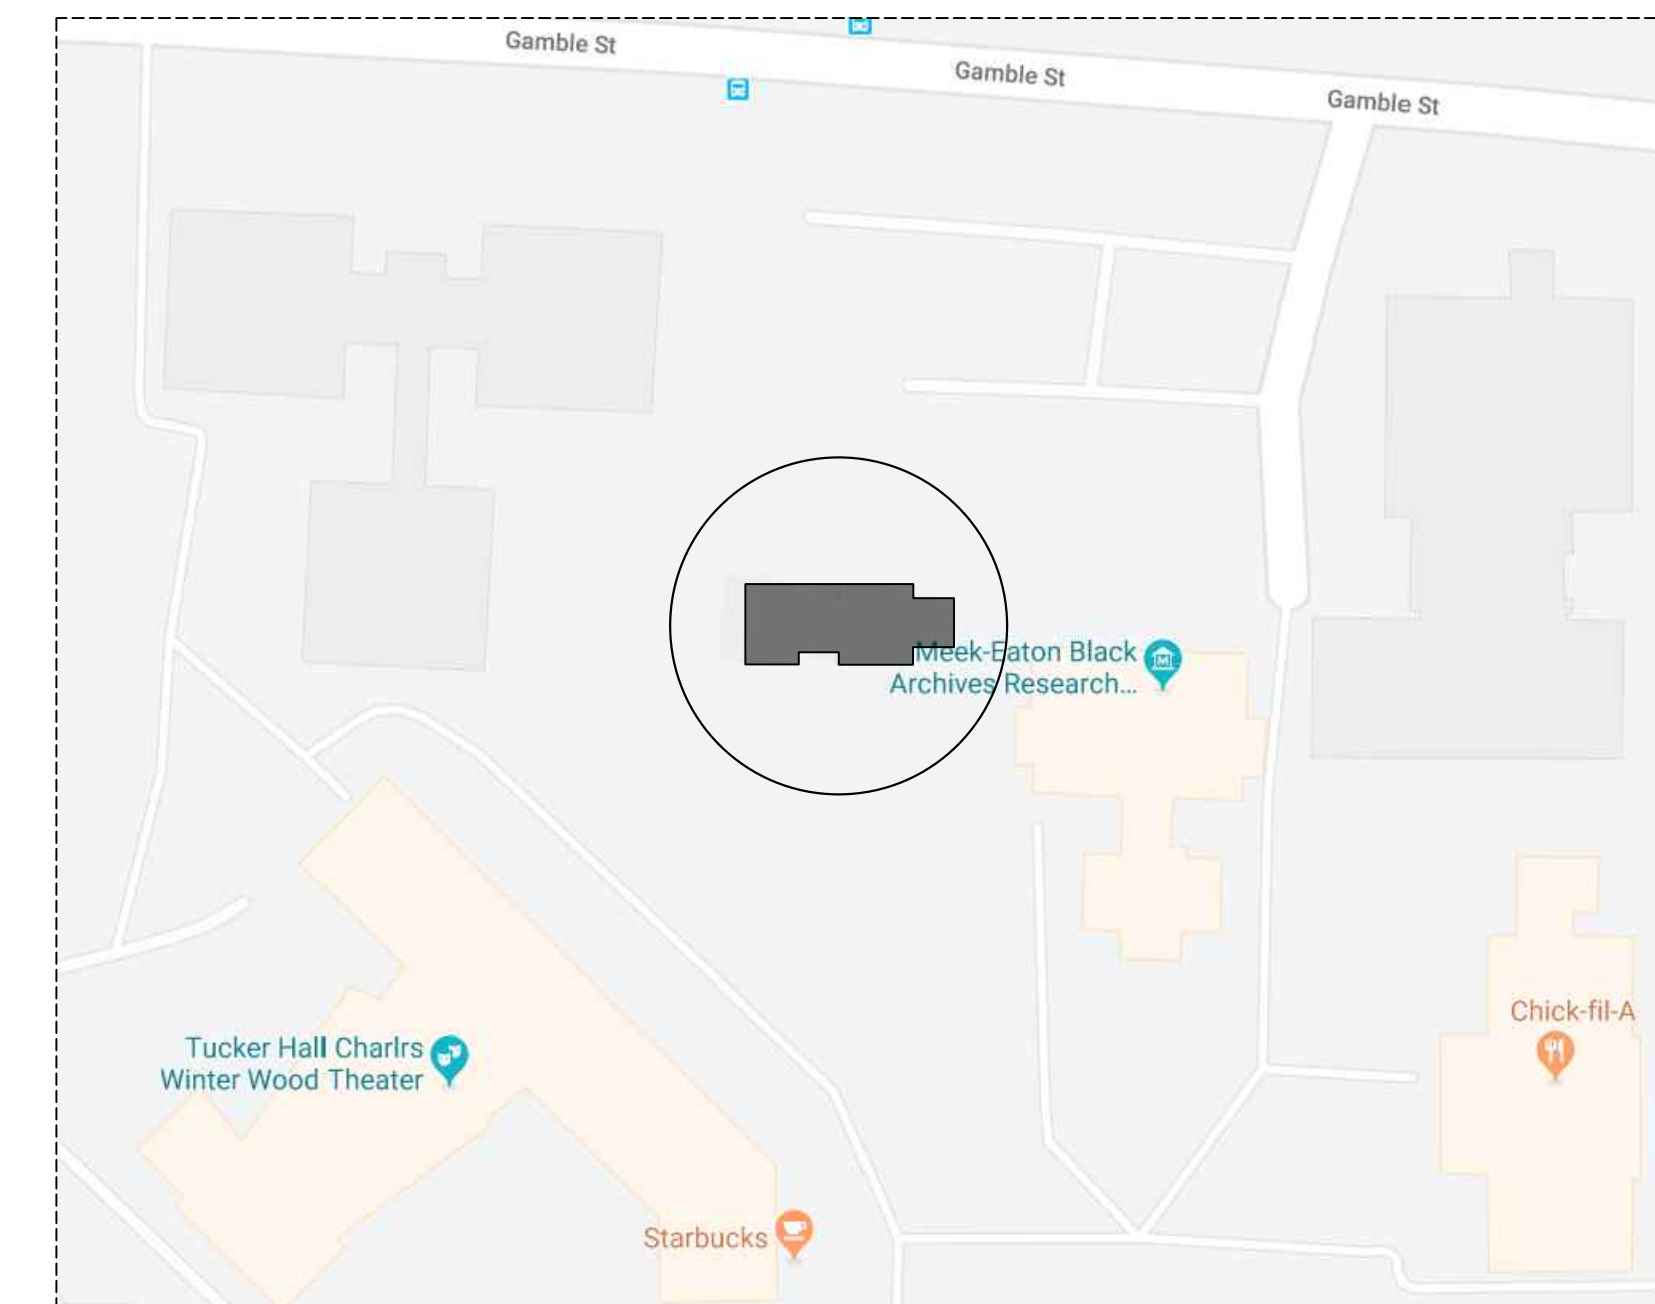 Gamble St
Gamble St
Gamble St
Meek-Eaton Black
Archives Research...
Chick-fil-A
Tucker Hall Charlrs
Winter Wood Theater
Starbucks